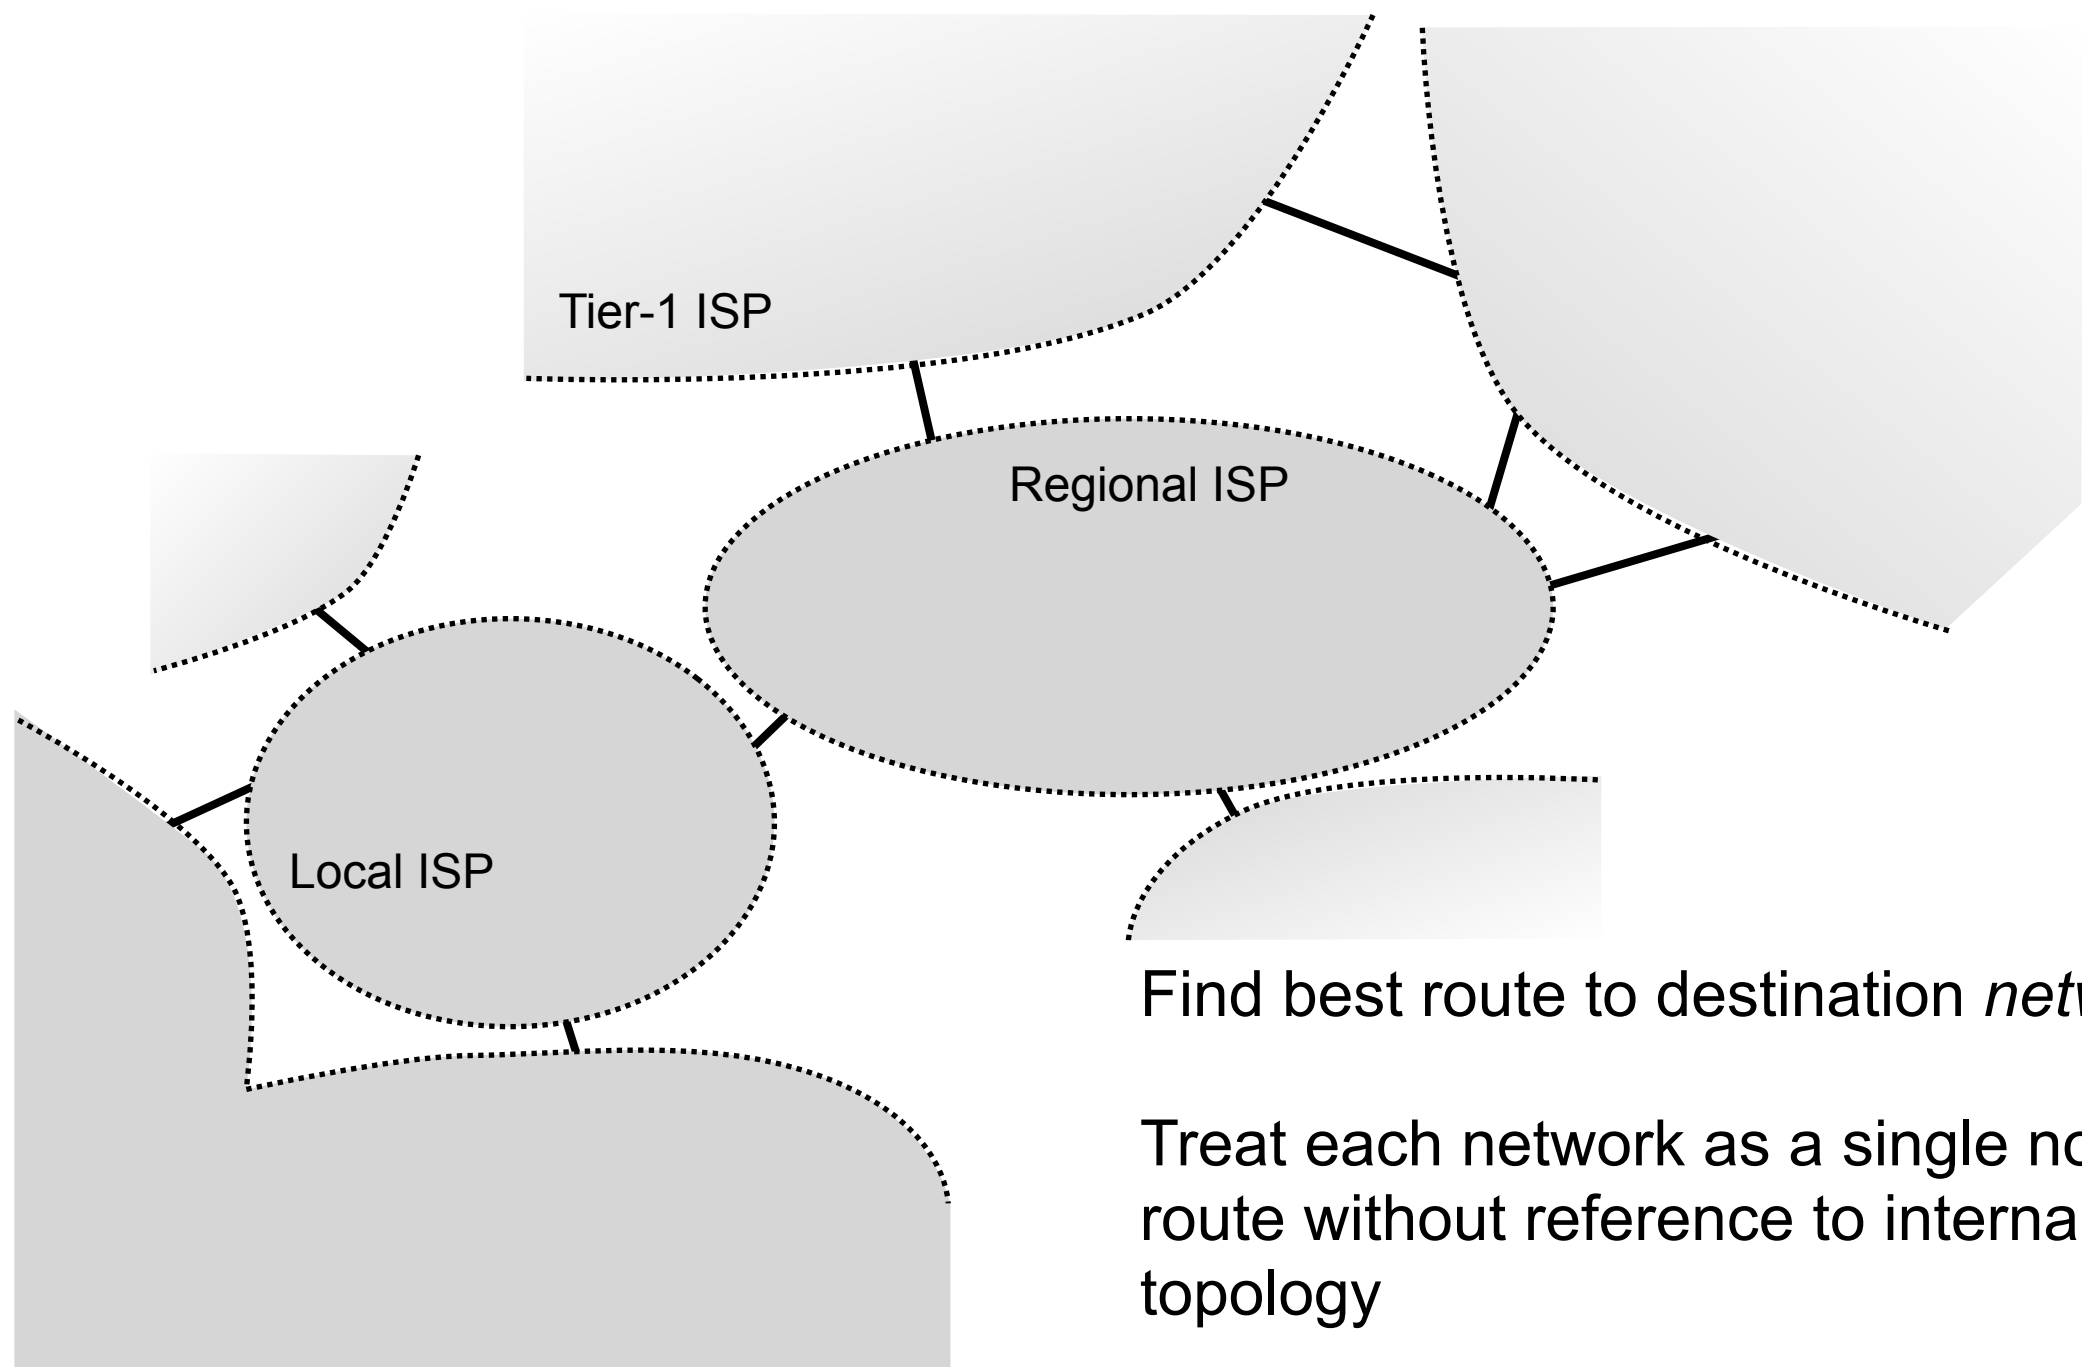 Tier-1 ISP
Regional ISP
Local ISP
Find best route to destination
Treat each network as a single
route without reference to
topology